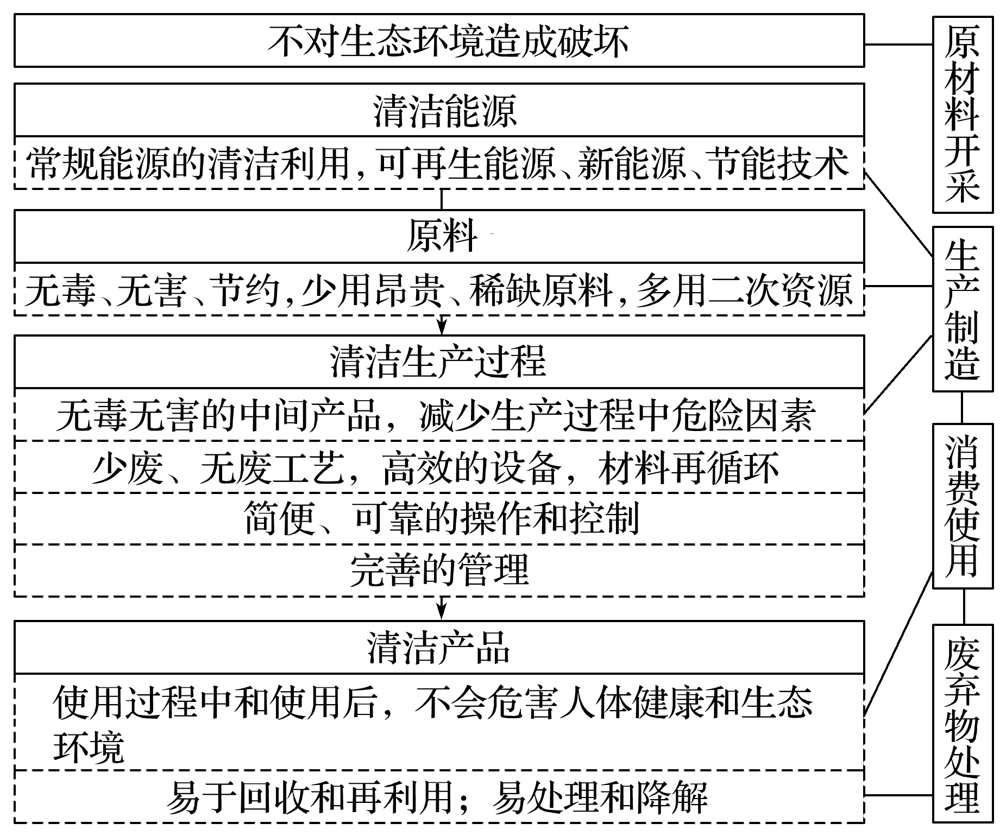 不对生态环境造成破坏
清洁能源
常规能源的清洁利用，可再生能源、新能源、节能技术
原料
无毒、无害、节约，少用昂贵、稀缺原料，多用二次资源
清洁生产过程
无毒无害的中间产品，减少生产过程中危险因素
少废、无废工艺，高效的设备，材料再循环
简便、可靠的操作和控制
完善的管理
清洁产品
使用过程中和使用后，不会危害人体健康和生态
环境
易于回收和再利用；易处理和降解
原材料开采
生产制造
消费使用
废弃物处理